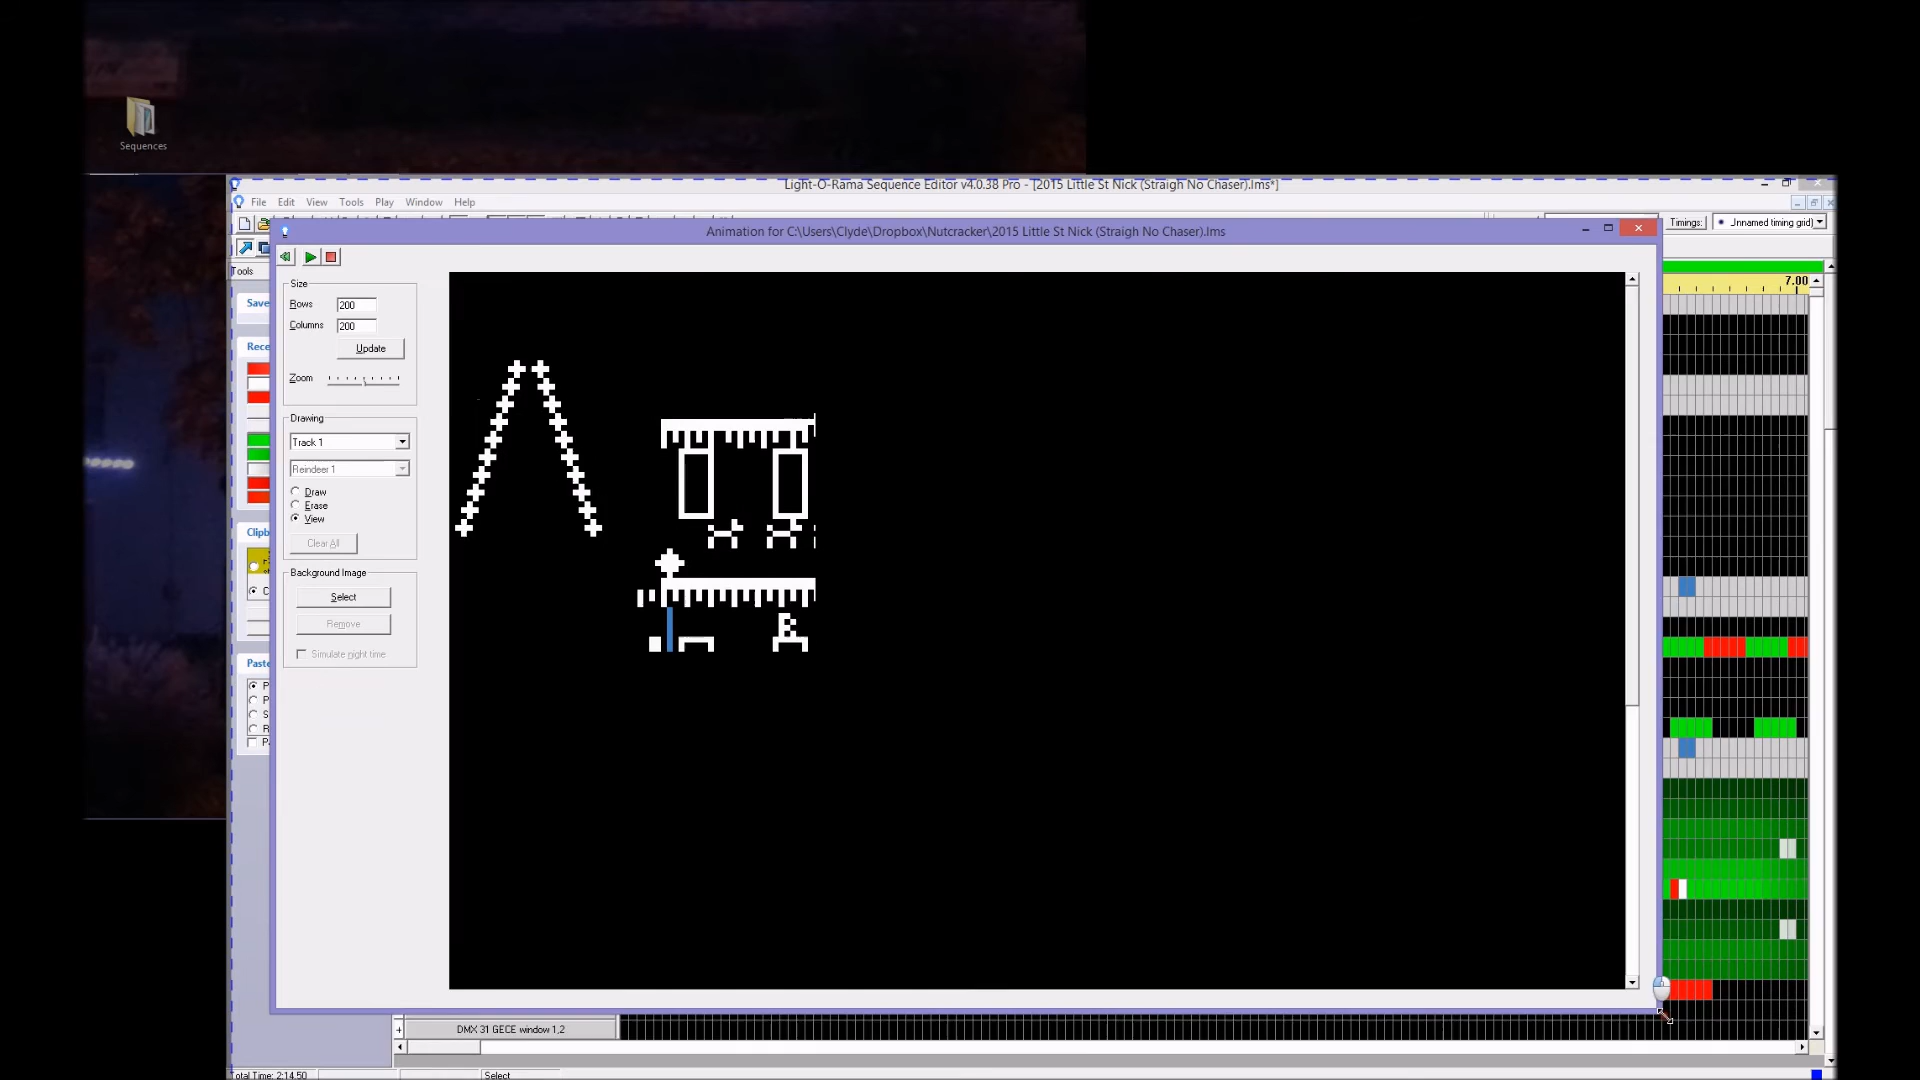 Sequences
Light-O-Rama Sequence Editor v4.0.38 Pro - [2015 Little St Nick (Straigh No Chaser).lms*]
File Edit View Tools Play Window Help
Timings:
Unnamed timing grid)
Animation for C:\Users\Clyde\Dropbox\Nutcracker\2015 Little St Nick (Straigh No Chaser).lms
Tools
Size
Rows 200
Columns 200
Update
Zoom
7.00
Save
Rece
Drawing
Track 1
Reindeer 1
Draw
Erase
View
Clear All
Clipb
Background Image
Select
Remove
Simulate night time
Paste
DMX 31 GECE window 1,2
Total Time: 2:14.50
Select